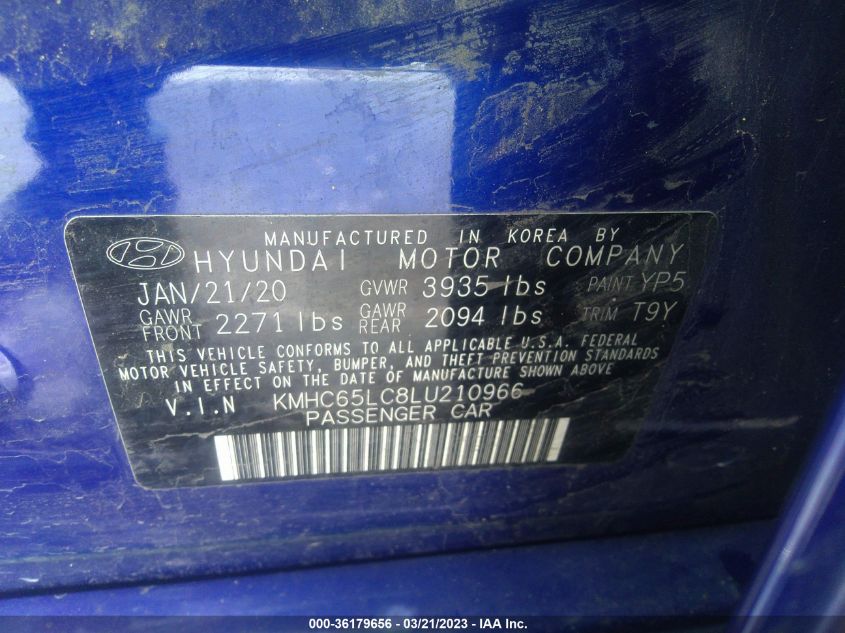 MANUFACTURED IN KOREA BY
HYUNDAI MOTOR COMPANY
JAN/21/20 GVWR 3935 lbs PAINT YP5
GAWR FRONT 2271 lbs GAWR REAR 2094 lbs TRIM T9Y
THIS VEHICLE CONFORMS TO ALL APPLICABLE U.S.A. FEDERAL
MOTOR VEHICLE SAFETY, BUMPER, AND THEFT PREVENTION STANDARDS
IN EFFECT ON THE DATE OF MANUFACTURE SHOWN ABOVE
V.I.N KMHC65LC8LU210966
PASSENGER CAR
000-36179656 - 03/21/2023 - IAA Inc.